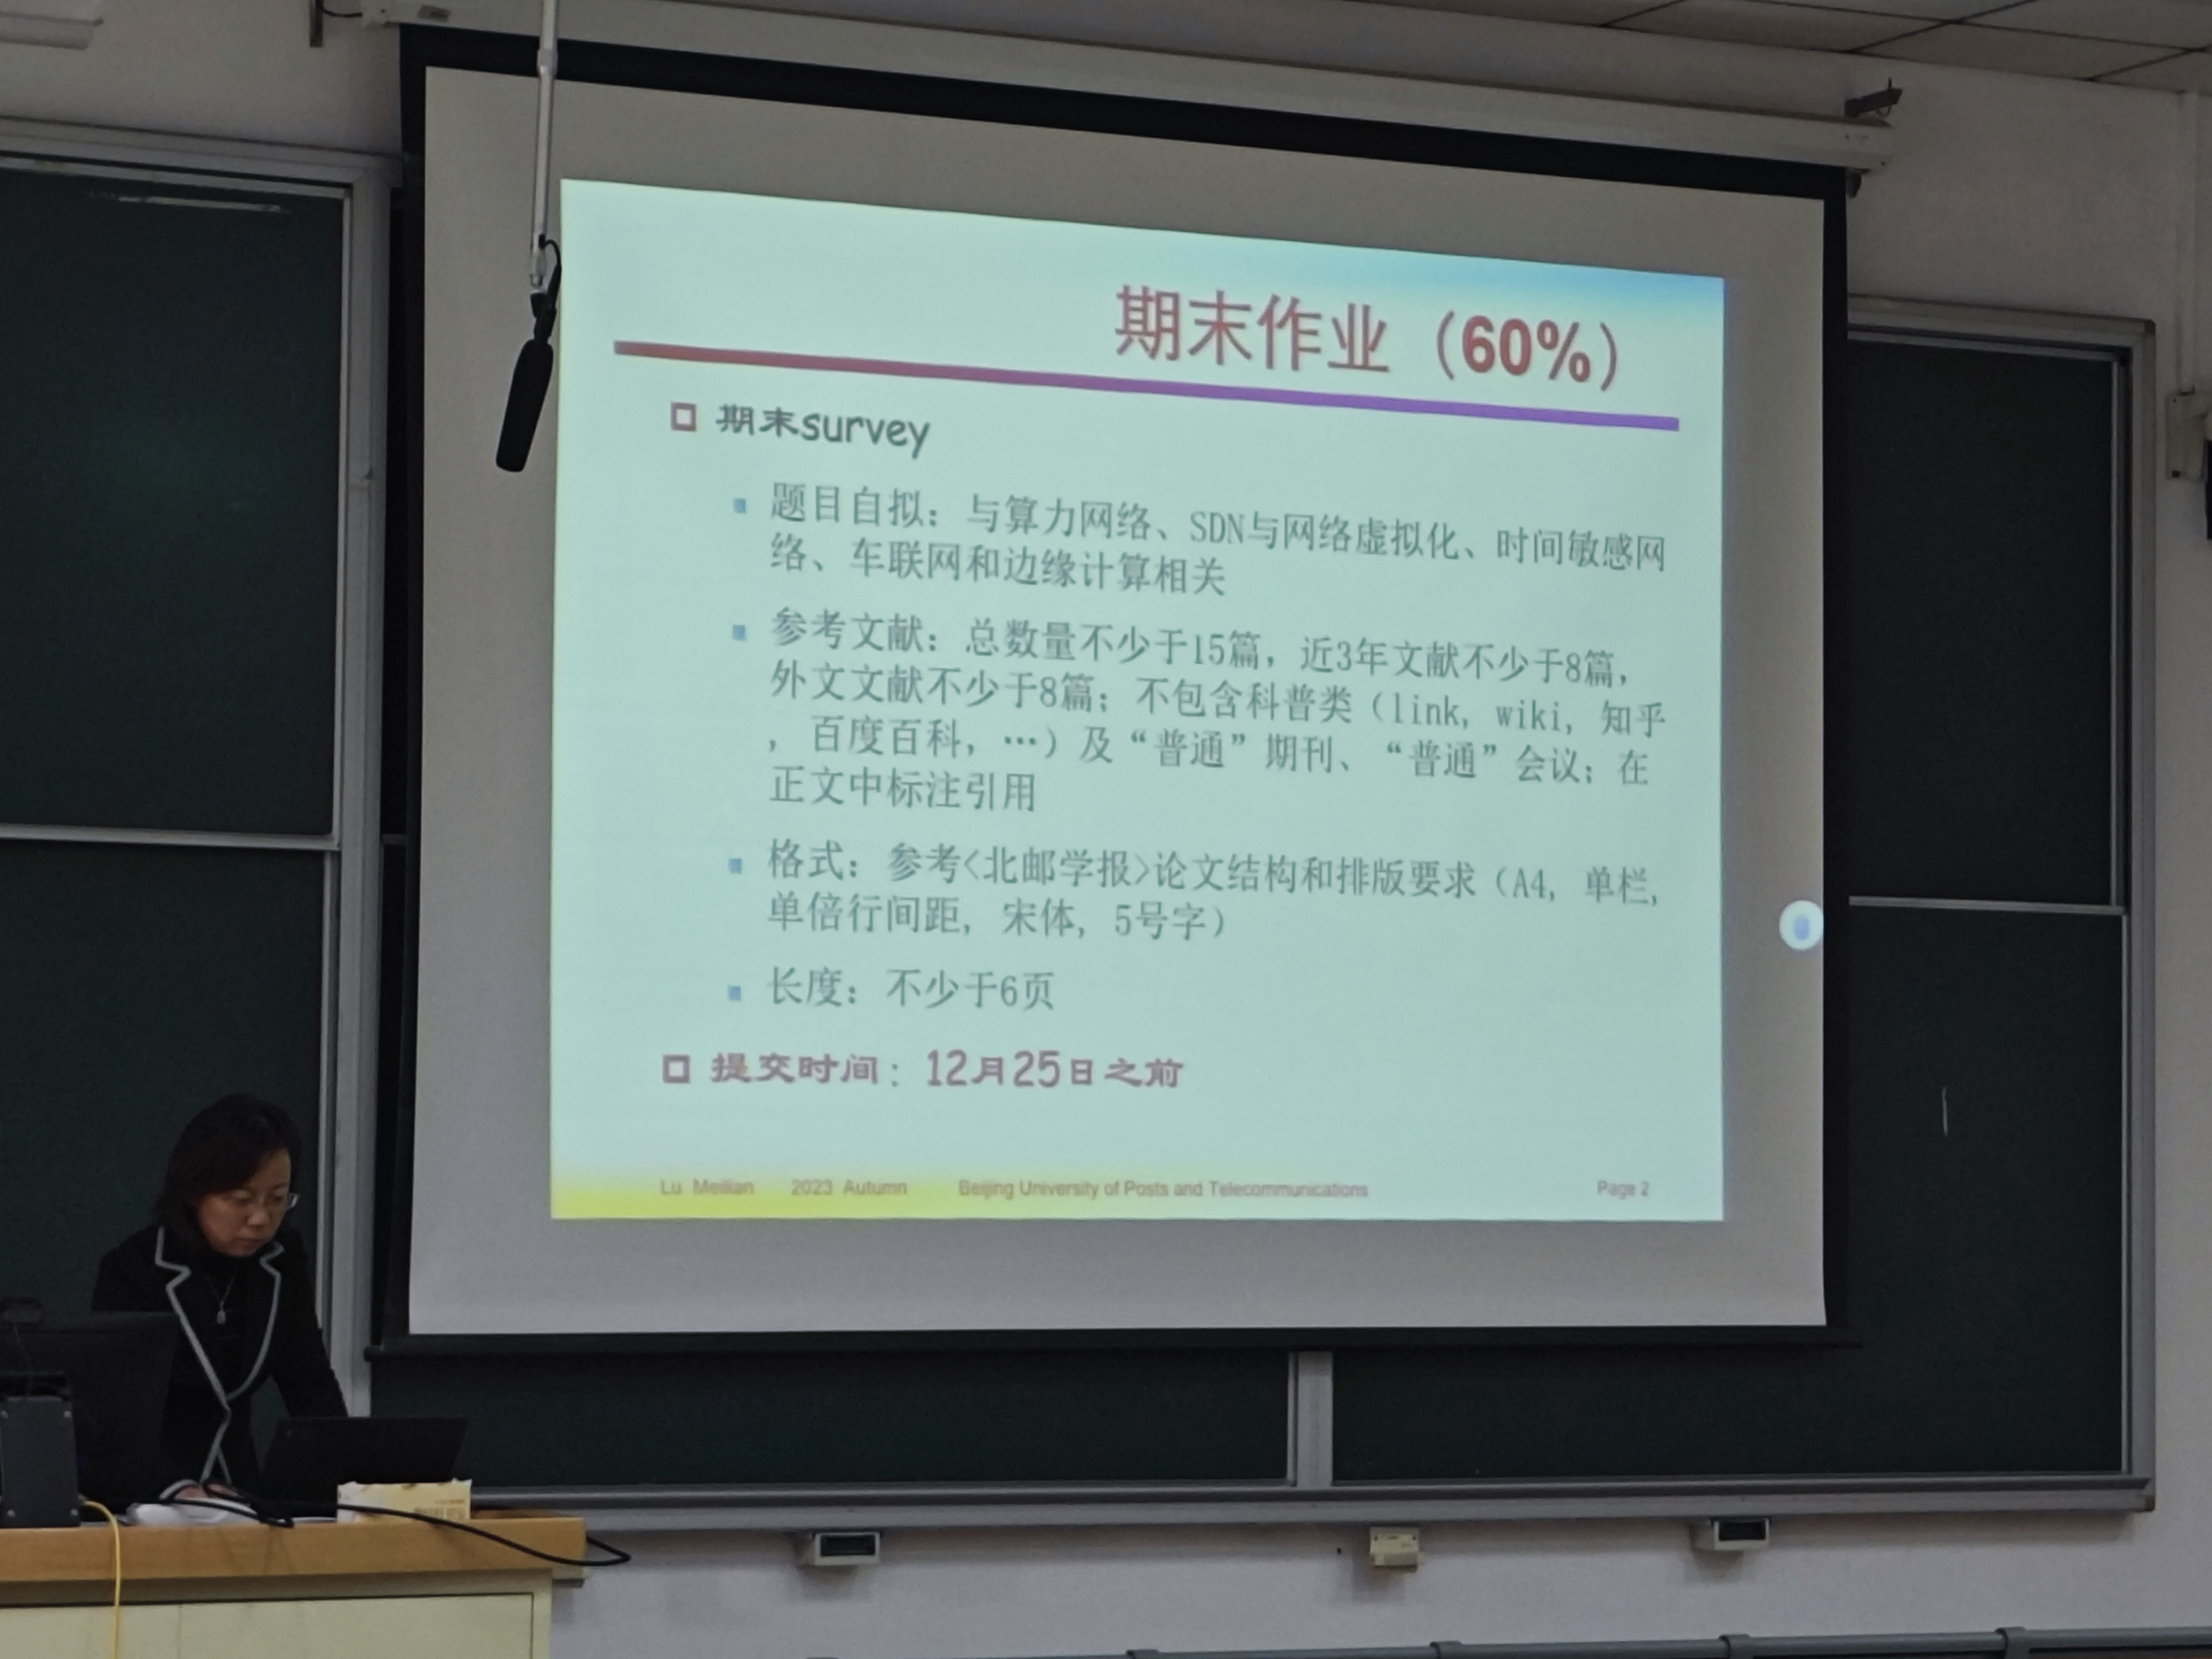 期末作业（60%）
期末survey
题目自拟：与算力网络、SDN与网络虚拟化、时间敏感网
络、车联网和边缘计算相关
参考文献：总数量不少于15篇，近3年文献不少于8篇，
外文文献不少于8篇；不包含科普类（link, wiki, 知乎
，百度百科，…）及“普通”期刊、“普通”会议；在
正文中标注引用
格式：参考<北邮学报>论文结构和排版要求（A4, 单栏,
单倍行间距, 宋体, 5号字）
长度：不少于6页
提交时间：12月25日之前
Lu Meilian 2023 Autumn Beijing University of Posts and Telecommunications Page 2